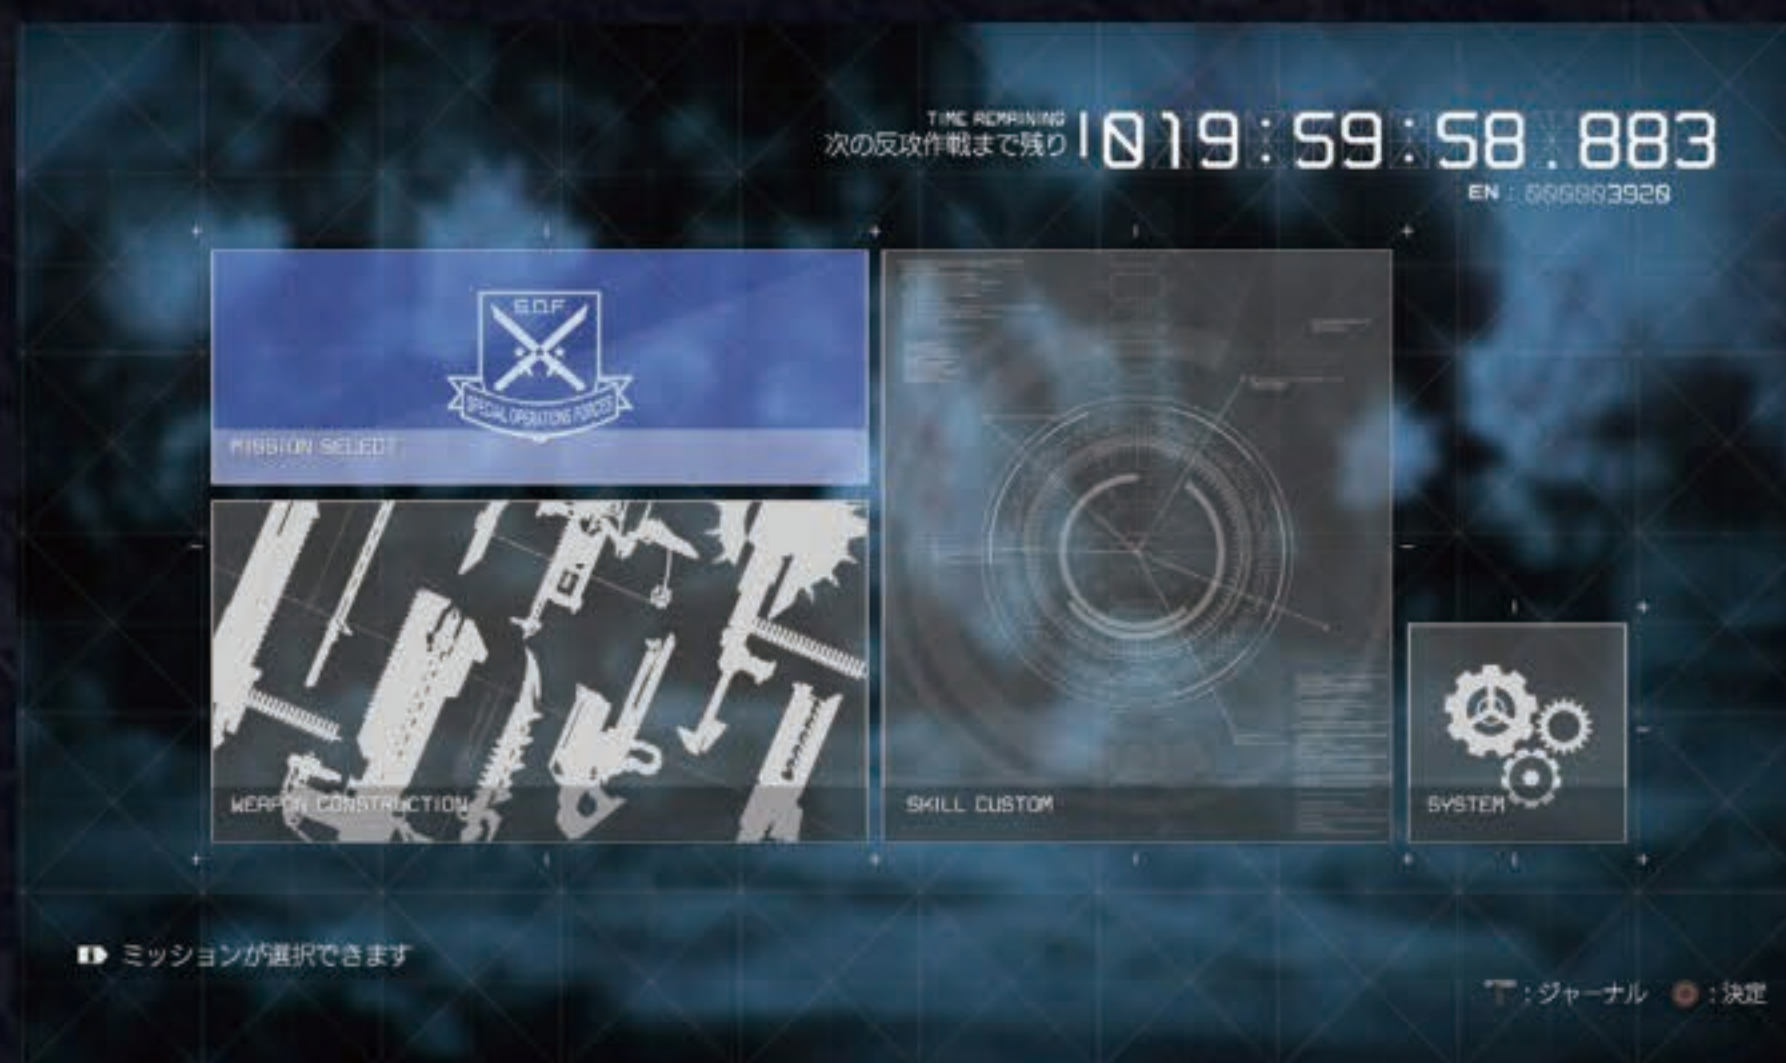 TIME REMAINING
次の反攻作戦まで残り
019:59:58.883
EN : 000003920
S.O.F
SPECIAL OPERATIONS FORCES
MISSION SELECT
WEAPON CONSTRUCTION
SKILL CUSTOM
SYSTEM
ミッションが選択できます
:ジャーナル
:決定